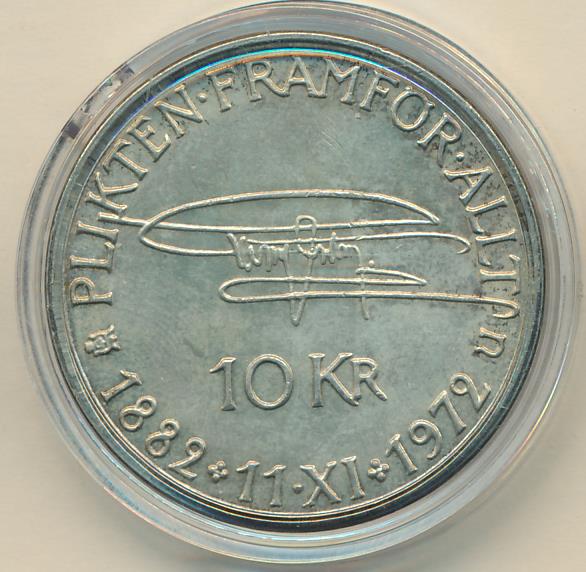 PLIKTEN·FRAMFÖR·ALLT
U
10 KR
1882 11·XI 1972